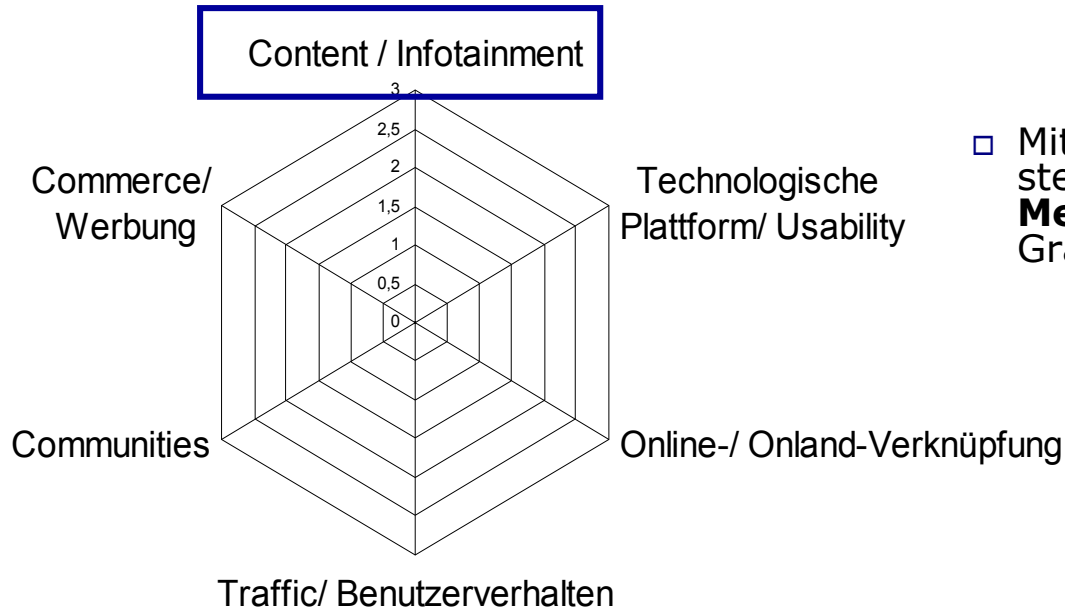 Content / Infotainment
3
2,5
2
1,5
1
0,5
0
Technologische
Plattform/ Usability
Online-/ Onland-Verknüpfung
Traffic/ Benutzerverhalten
Communities
Commerce/
Werbung